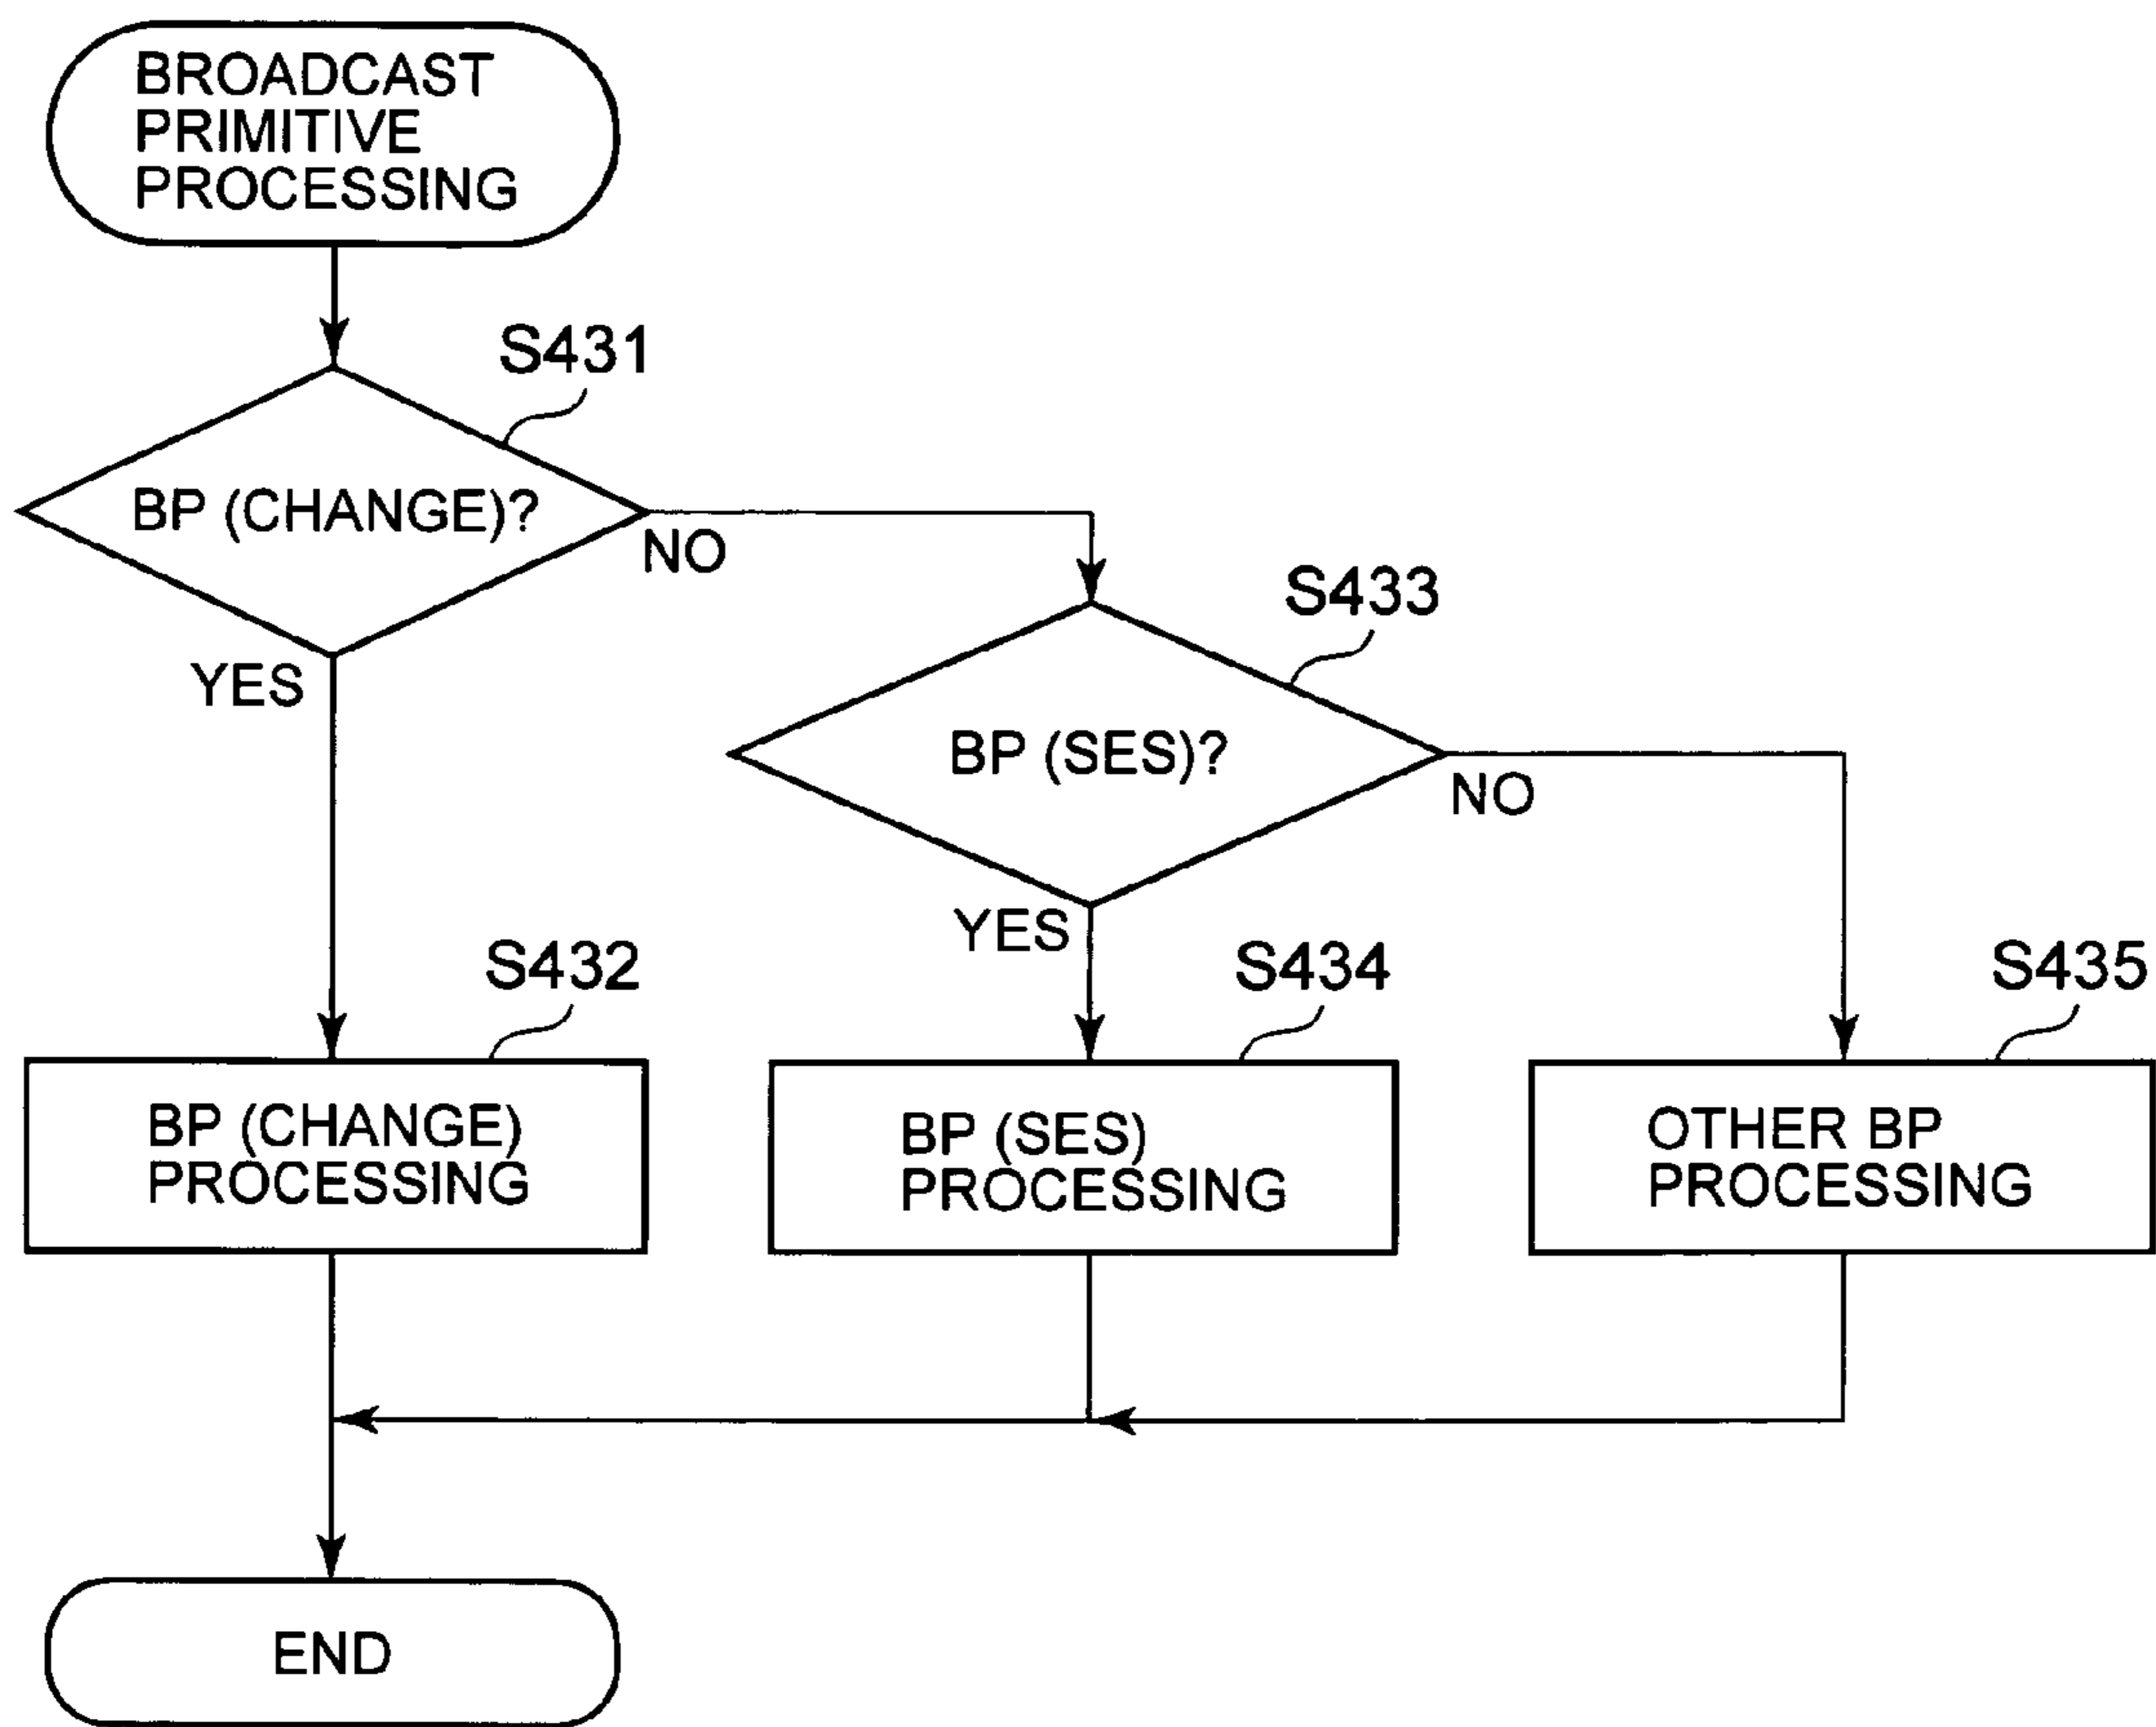 BROADCAST
PRIMITIVE
PROCESSING
S431
BP (CHANGE)?
NO
YES
S433
BP (SES)?
NO
YES
S432
BP (CHANGE)
PROCESSING
S434
BP (SES)
PROCESSING
S435
OTHER BP
PROCESSING
END